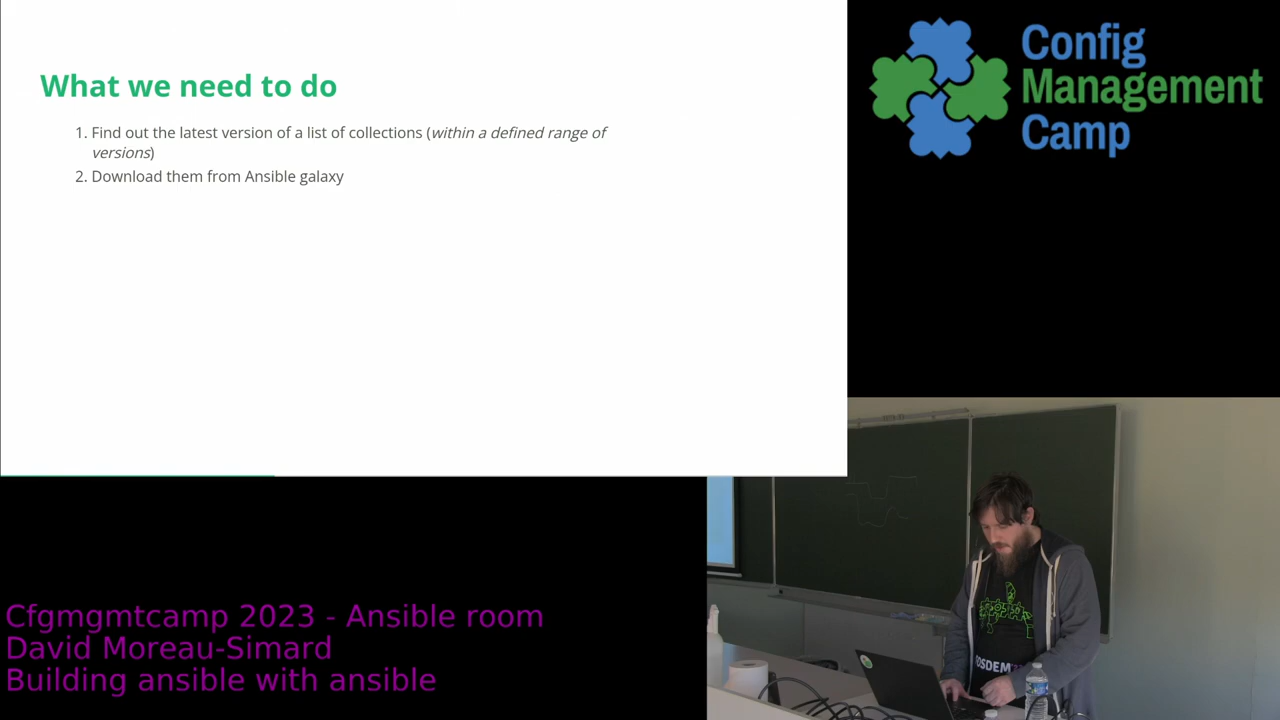 What we need to do
1. Find out the latest version of a list of collections (within a defined range of
versions)
2. Download them from Ansible galaxy
Config
Management
Camp
Cfgmgmtcamp 2023 - Ansible room
David Moreau-Simard
Building ansible with ansible